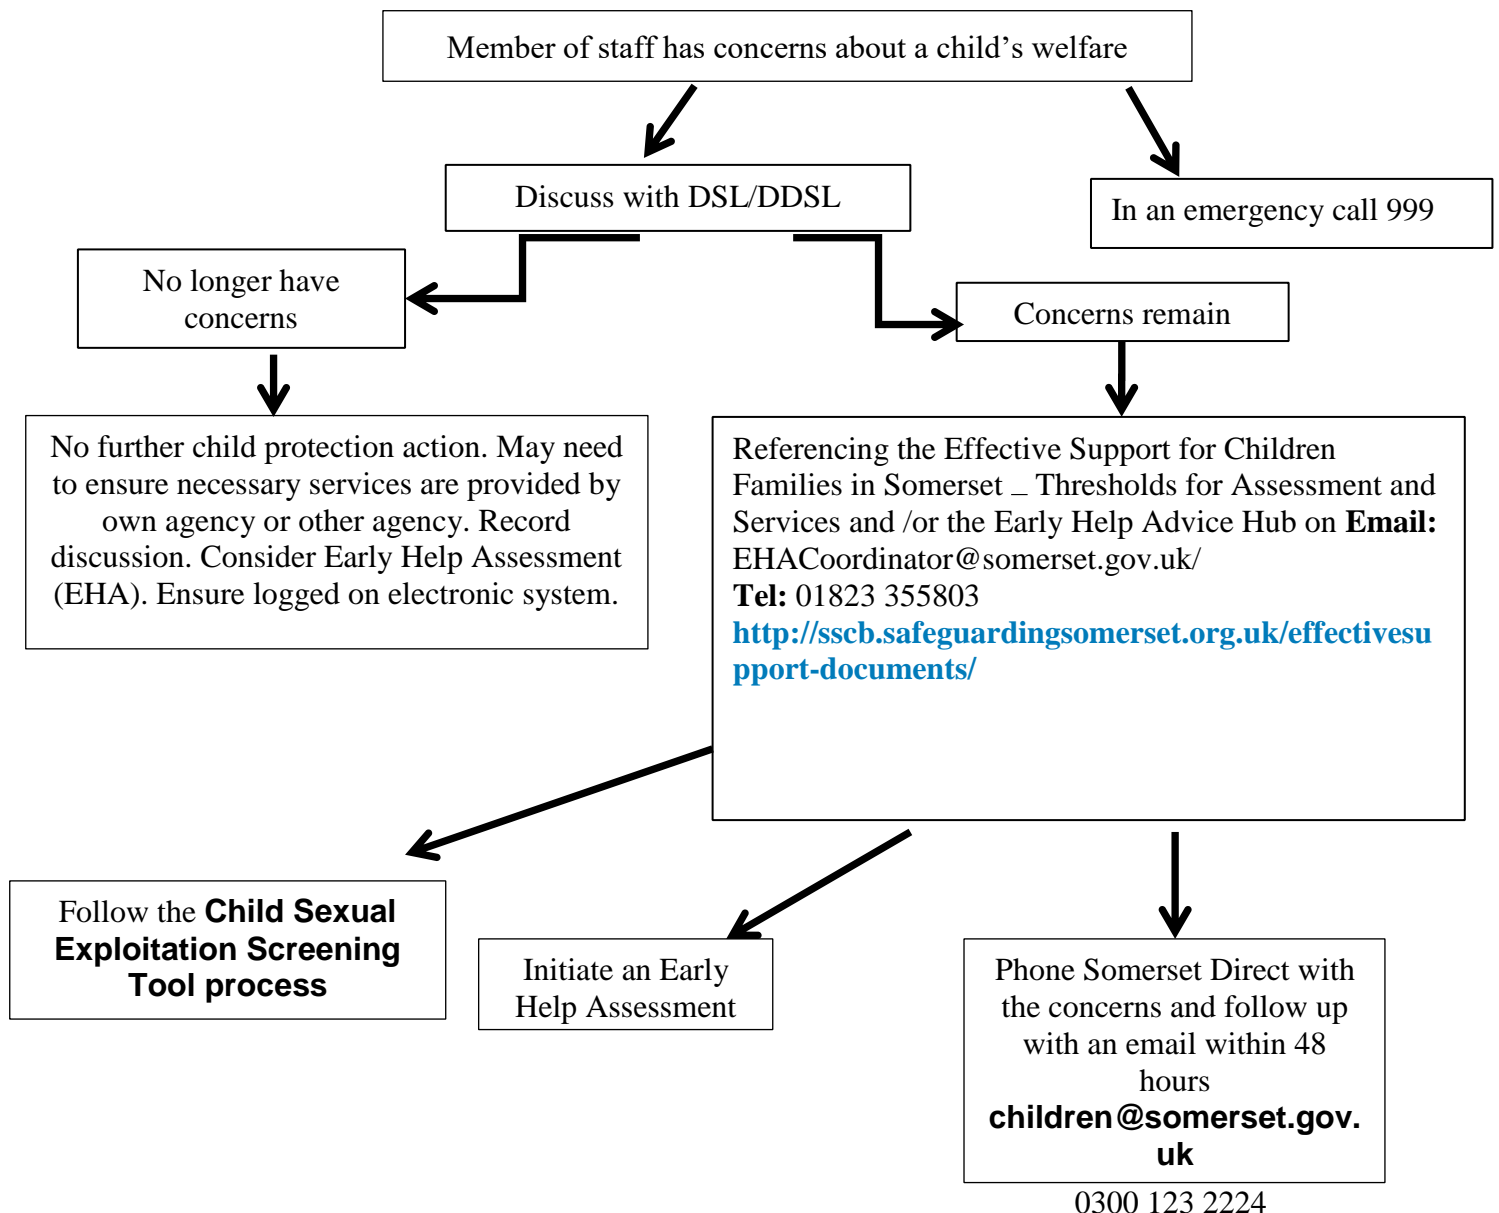 Member of staff has concerns about a child’s welfare
Discuss with DSL/DDSL
In an emergency call 999
No longer have
concerns
Concerns remain
No further child protection action. May need
to ensure necessary services are provided by
own agency or other agency. Record
discussion. Consider Early Help Assessment
(EHA). Ensure logged on electronic system.
Referencing the Effective Support for Children
Families in Somerset _ Thresholds for Assessment and
Services and /or the Early Help Advice Hub on Email:
EHACoordinator@somerset.gov.uk/
Tel: 01823 355803
http://sscb.safeguardingsomerset.org.uk/effectivesu
pport-documents/
Follow the Child Sexual
Exploitation Screening
Tool process
Initiate an Early
Help Assessment
Phone Somerset Direct with
the concerns and follow up
with an email within 48
hours
children@somerset.gov.
uk
0300 123 2224